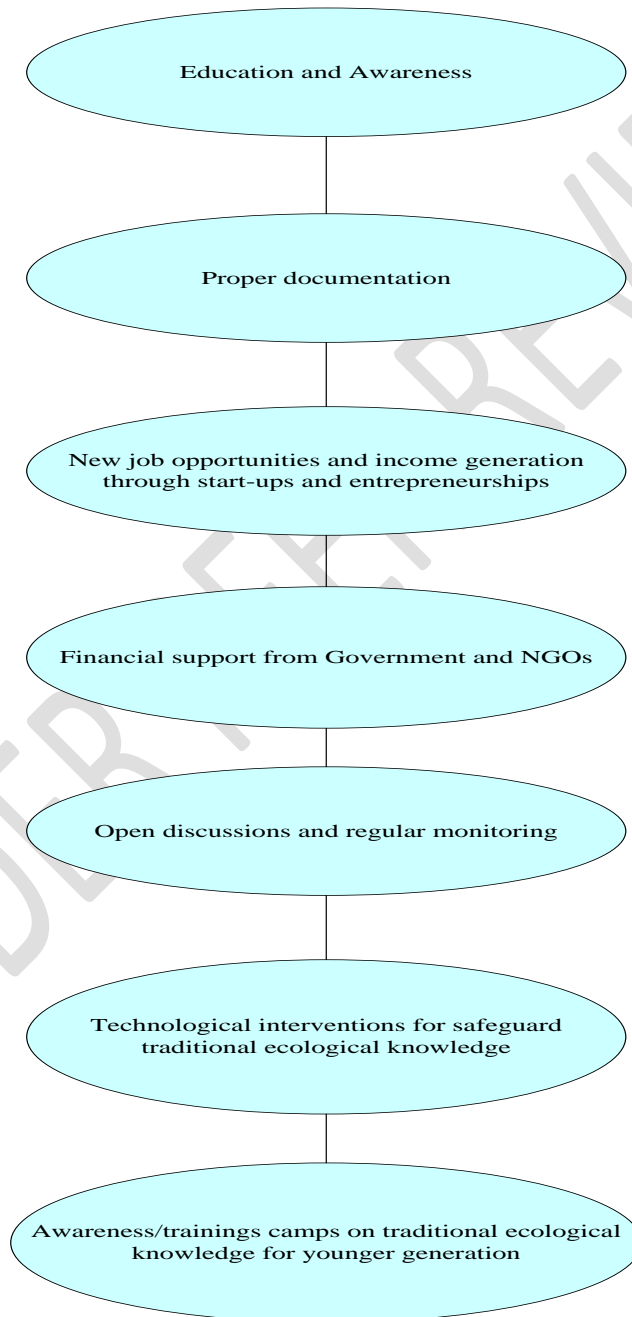 Education and Awareness
Proper documentation
New job opportunities and income generation
through start-ups and entrepreneurships
Financial support from Government and NGOs
Open discussions and regular monitoring
Technological interventions for safeguard
traditional ecological knowledge
Awareness/trainings camps on traditional ecological
knowledge for younger generation